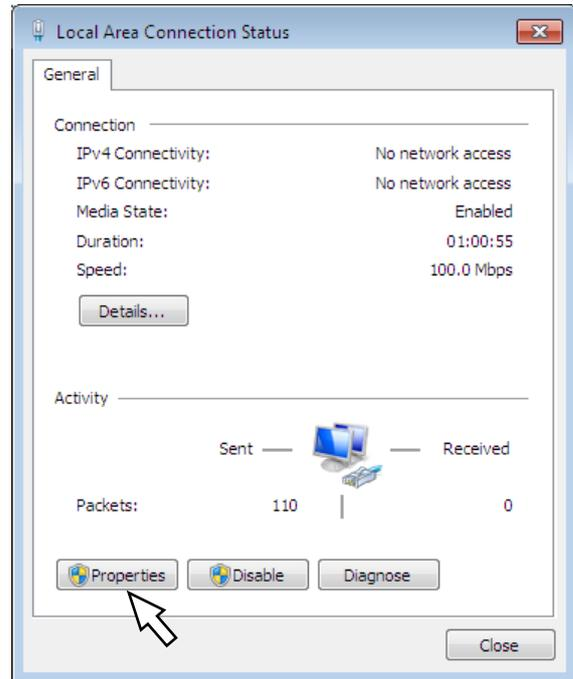 Local Area Connection Status
General
Connection
IPv4 Connectivity: No network access
IPv6 Connectivity: No network access
Media State: Enabled
Duration: 01:00:55
Speed: 100.0 Mbps
Details...
Activity
Sent Received
Packets: 110 0
Properties Disable Diagnose
Close